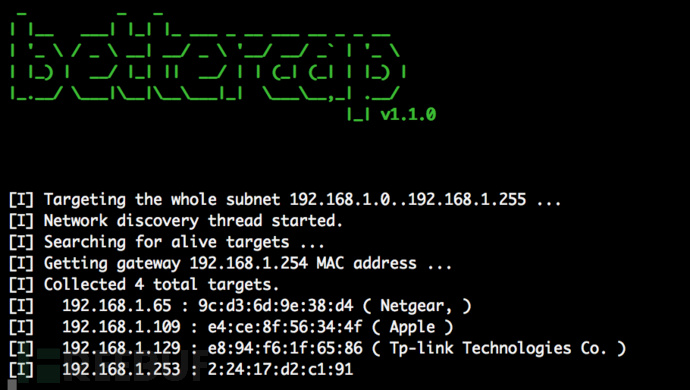 bettercap
v1.1.0
[I] Targeting the whole subnet 192.168.1.0..192.168.1.255 ...
[I] Network discovery thread started.
[I] Searching for alive targets ...
[I] Getting gateway 192.168.1.254 MAC address ...
[I] Collected 4 total targets.
[I]   192.168.1.65 : 9c:d3:6d:9e:38:d4 ( Netgear, )
[I]   192.168.1.109 : e4:ce:8f:56:34:4f ( Apple )
[I]   192.168.1.129 : e8:94:f6:1f:65:86 ( Tp-link Technologies Co. )
[I]   192.168.1.253 : 2:24:17:d2:c1:91